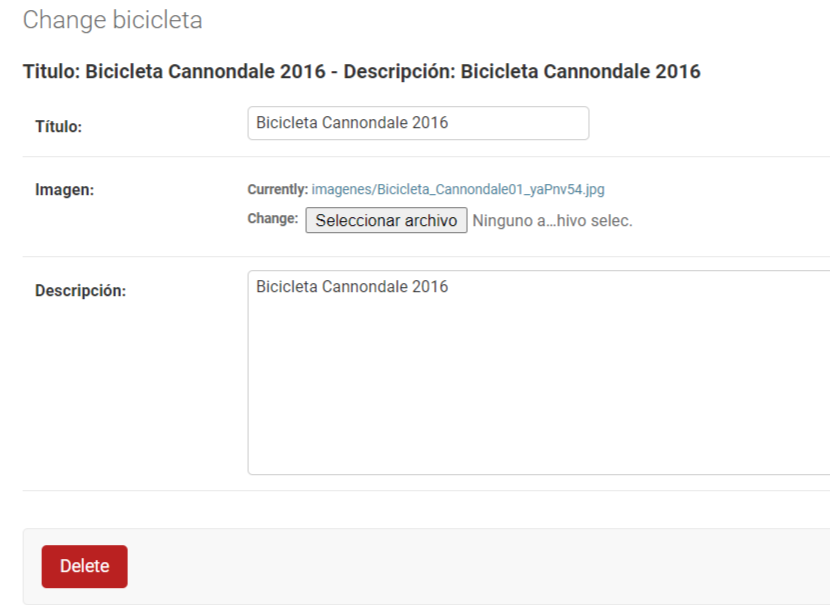 Change bicicleta
Titulo: Bicicleta Cannondale 2016 - Descripción: Bicicleta Cannondale 2016
Título: Bicicleta Cannondale 2016
Imagen: Currently: imagenes/Bicicleta_Cannondale01_yaPnv54.jpg
Change: Seleccionar archivo Ninguno a...hivo selec.
Descripción: Bicicleta Cannondale 2016
Delete